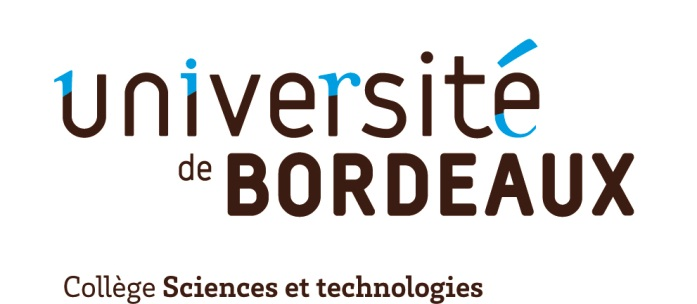 université
de BORDEAUX
Collège Sciences et technologies